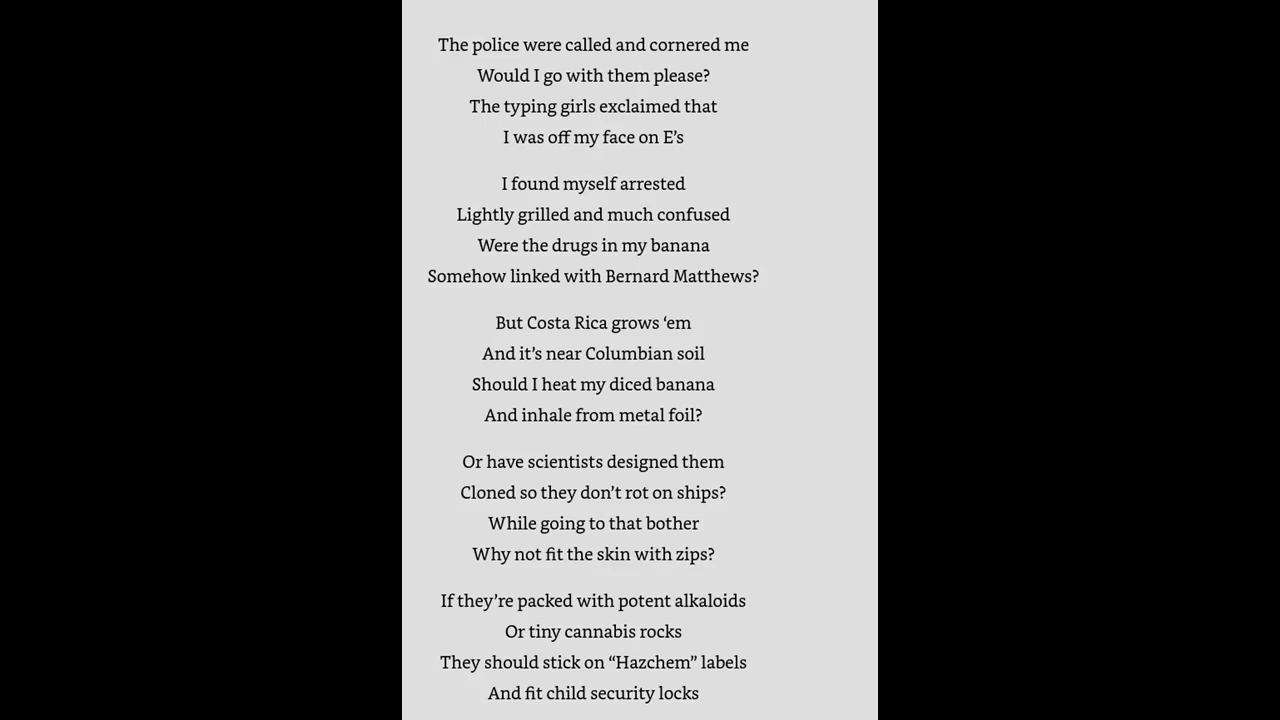 The police were called and cornered me
Would I go with them please?
The typing girls exclaimed that
I was off my face on E’s
I found myself arrested
Lightly grilled and much confused
Were the drugs in my banana
Somehow linked with Bernard Matthews?
But Costa Rica grows ‘em
And it’s near Columbian soil
Should I heat my diced banana
And inhale from metal foil?
Or have scientists designed them
Cloned so they don’t rot on ships?
While going to that bother
Why not fit the skin with zips?
If they’re packed with potent alkaloids
Or tiny cannabis rocks
They should stick on “Hazchem” labels
And fit child security locks